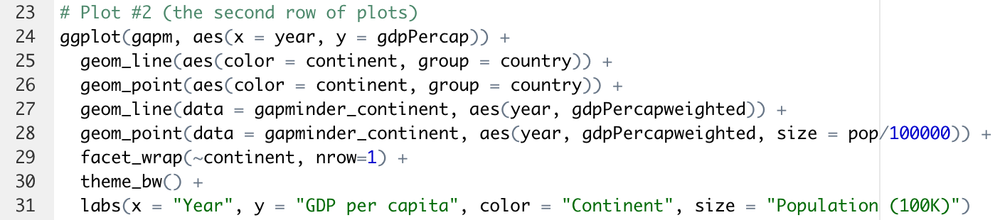 23 # Plot #2 (the second row of plots)
24 ggplot(gapm, aes(x = year, y = gdpPercap)) +
25   geom_line(aes(color = continent, group = country)) +
26   geom_point(aes(color = continent, group = country)) +
27   geom_line(data = gapminder_continent, aes(year, gdpPercapweighted)) +
28   geom_point(data = gapminder_continent, aes(year, gdpPercapweighted, size = pop/100000)) +
29   facet_wrap(~continent, nrow=1) +
30   theme_bw() +
31   labs(x = "Year", y = "GDP per capita", color = "Continent", size = "Population (100K)")